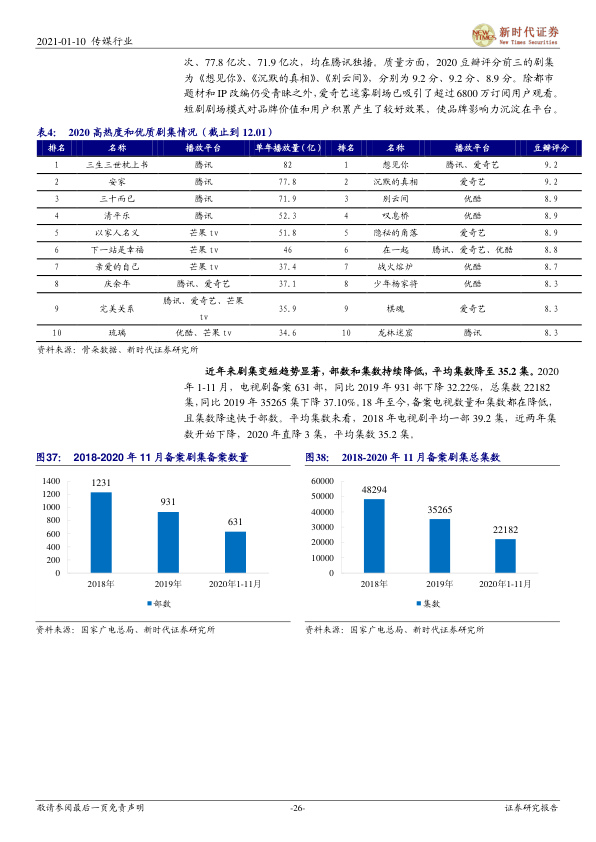 2021-01-10 传媒行业
新时代证券
New Times Securities
NEW TIMES
次、77.8 亿次、71.9 亿次，均在腾讯独播。质量方面，2020 豆瓣评分前三的剧集
为《想见你》、《沉默的真相》、《别云间》，分别为 9.2 分、9.2 分、8.9 分。除都市
题材和 IP 改编仍受青睐之外，爱奇艺迷雾剧场已吸引了超过 6800 万订阅用户观看。
短剧剧场模式对品牌价值和用户积累产生了较好效果，使品牌影响力沉淀在平台。
表4： 2020 高热度和优质剧集情况（截止到 12.01）
排名 名称 播放平台 单年播放量（亿） 排名 名称 播放平台 豆瓣评分
1 三生三世枕上书 腾讯 82 1 想见你 腾讯、爱奇艺 9.2
2 安家 腾讯 77.8 2 沉默的真相 爱奇艺 9.2
3 三十而已 腾讯 71.9 3 别云间 优酷 8.9
4 清平乐 腾讯 52.3 4 叹息桥 优酷 8.9
5 以家人名义 芒果 tv 51.8 5 隐秘的角落 爱奇艺 8.9
6 下一站是幸福 芒果 tv 46 6 在一起 腾讯、爱奇艺、优酷 8.8
7 亲爱的自己 芒果 tv 37.4 7 战火熔炉 优酷 8.7
8 庆余年 腾讯、爱奇艺 37.1 8 少年杨家将 优酷 8.3
9 完美关系 腾讯、爱奇艺、芒果 35.9 9 棋魂 爱奇艺 8.3
tv
10 琉璃 优酷、芒果 tv 34.6 10 龙林迷窟 腾讯 8.3
资料来源：骨朵数据、新时代证券研究所
近年来剧集变短趋势显著，部数和集数持续降低，平均集数降至 35.2 集。2020
年 1-11 月，电视剧备案 631 部，同比 2019 年 931 部下降 32.22%，总集数 22182
集，同比 2019 年 35265 集下降 37.10%。18 年至今，备案电视数量和集数都在降低，
且集数降速快于部数。平均集数来看，2018 年电视剧平均一部 39.2 集，近两年集
数开始下降，2020 年直降 3 集，平均集数 35.2 集。
图37： 2018-2020 年 11 月备案剧集备案数量
1400
1200
1000
800
600
400
200
0
1231
931
631
2018年 2019年 2020年1-11月
部数
资料来源：国家广电总局、新时代证券研究所
图38： 2018-2020 年 11 月备案剧集总集数
60000
50000
40000
30000
20000
10000
0
48294
35265
22182
2018年 2019年 2020年1-11月
集数
资料来源：国家广电总局、新时代证券研究所
敬请参阅最后一页免责声明 -26- 证券研究报告